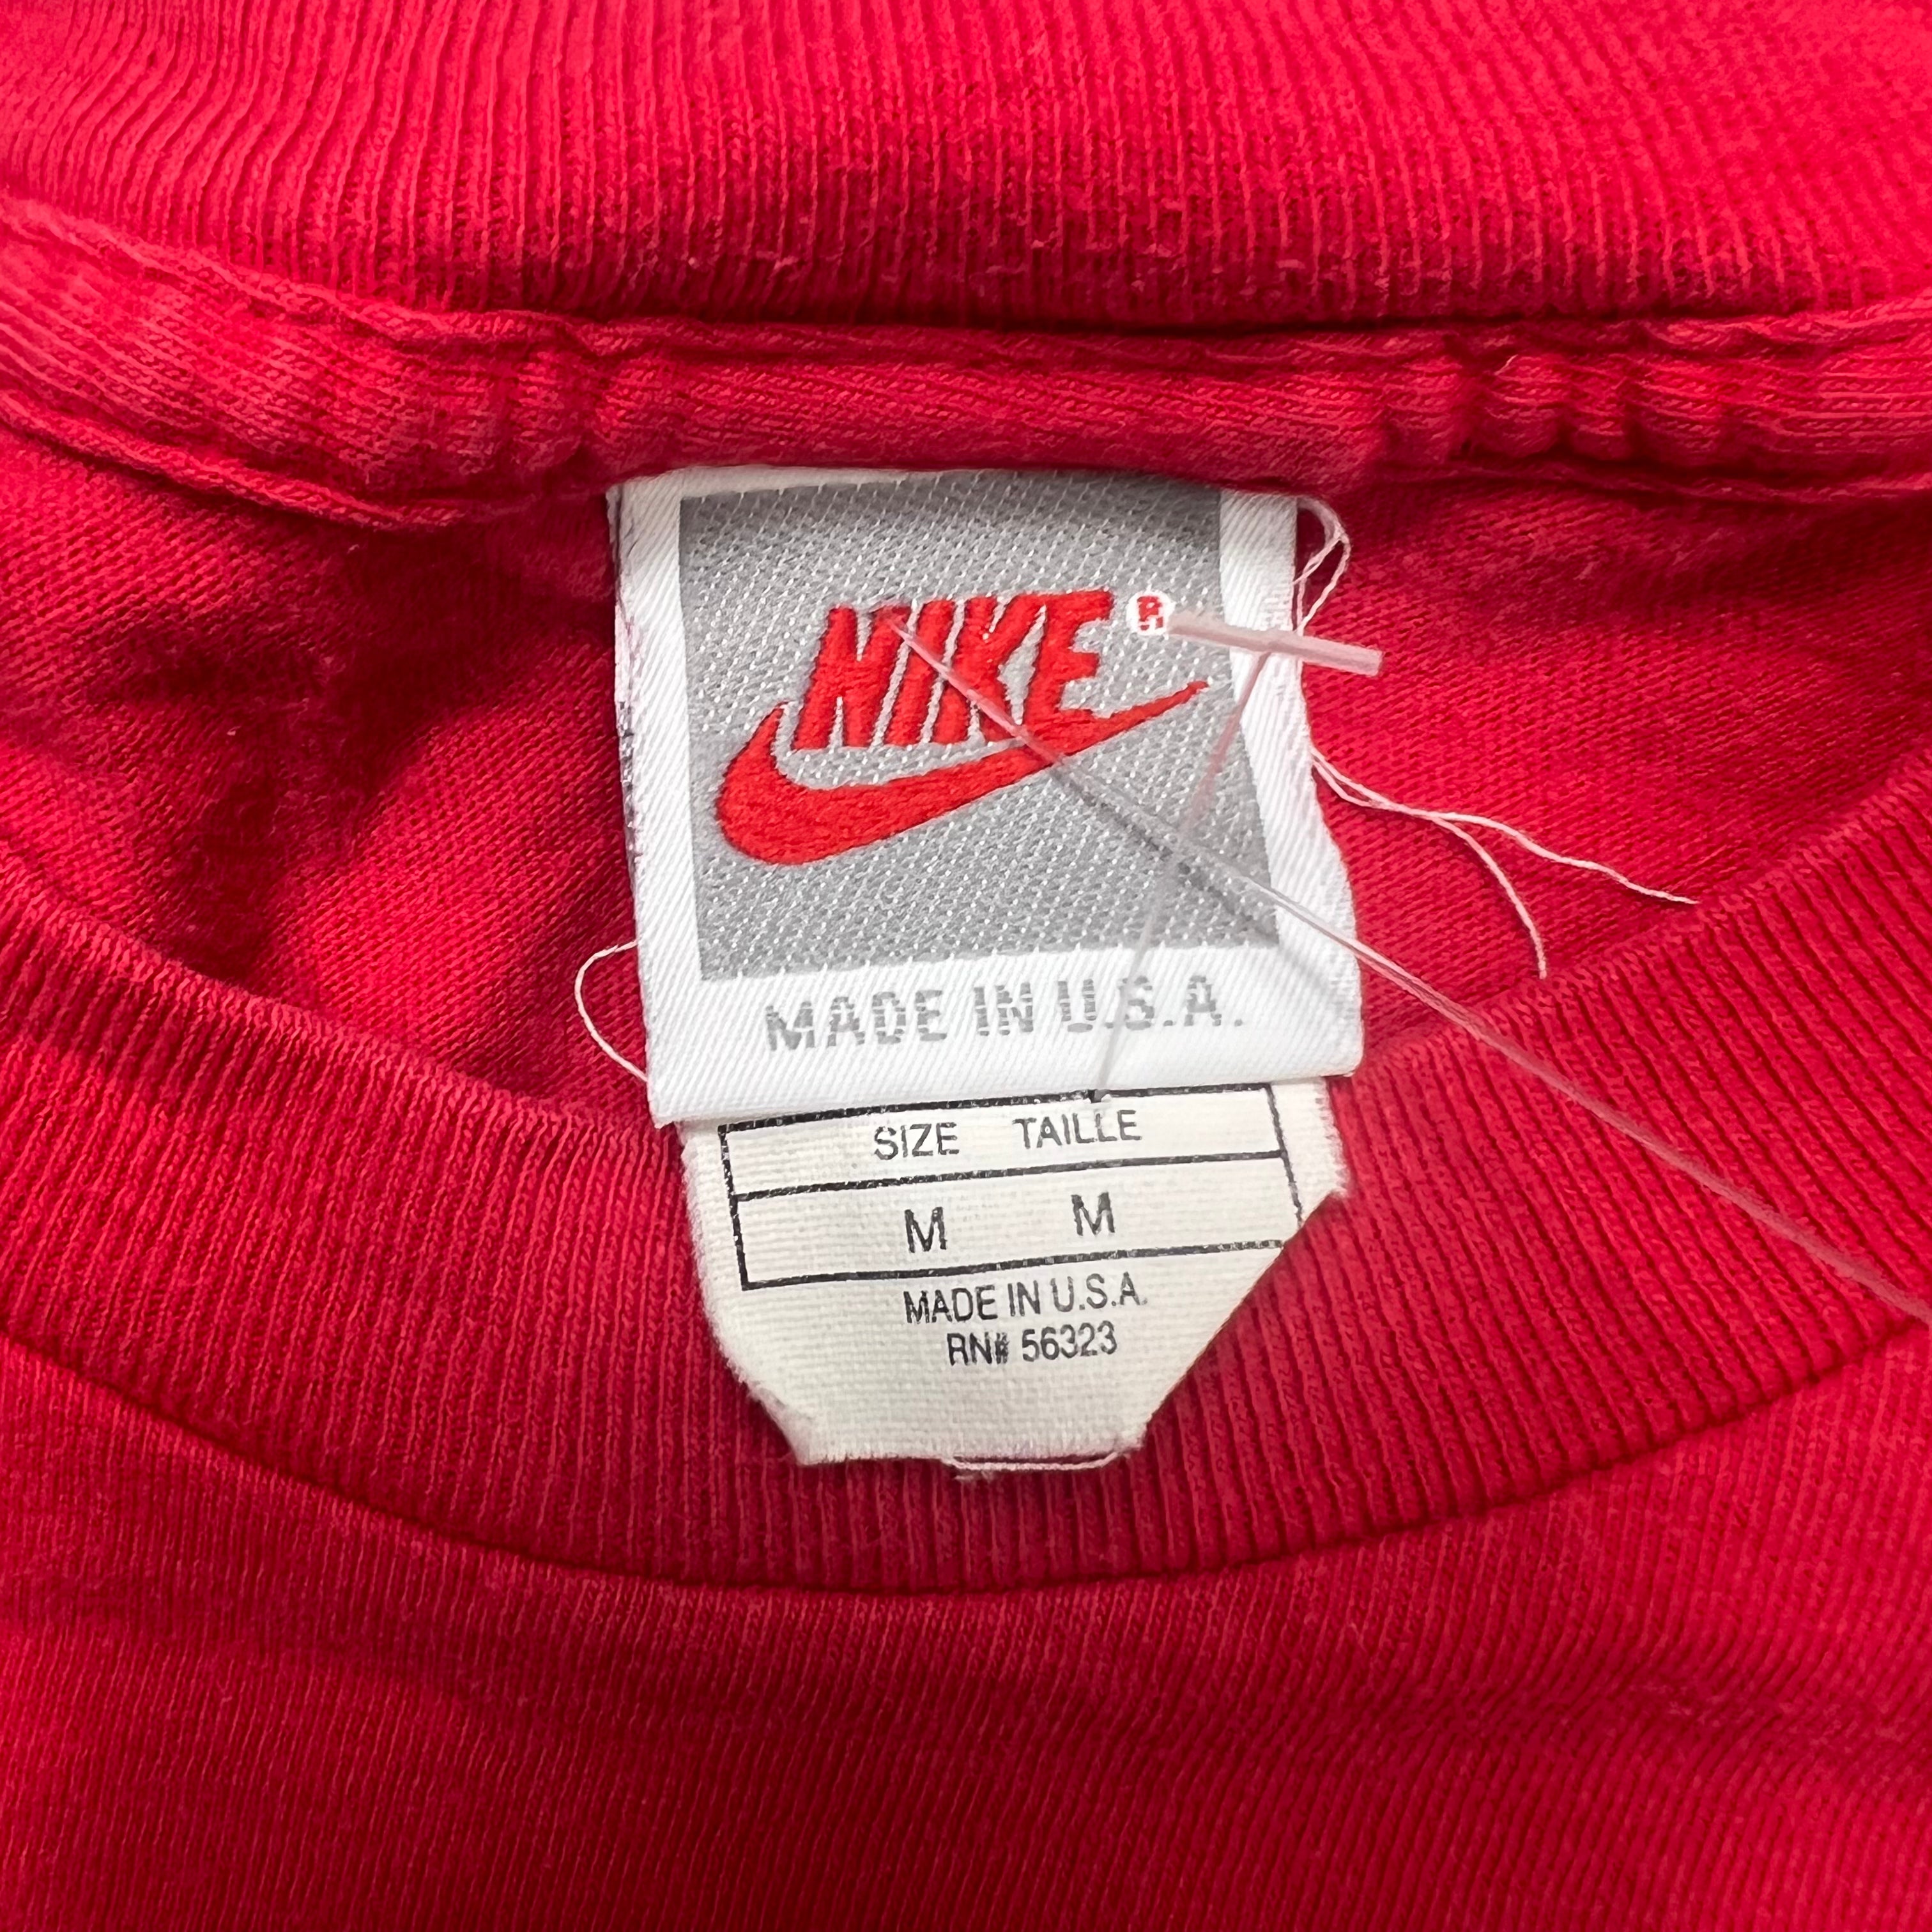 NIKE®
MADE IN U.S.A.
SIZE TAILLE
M M
MADE IN U.S.A.
RN# 56323